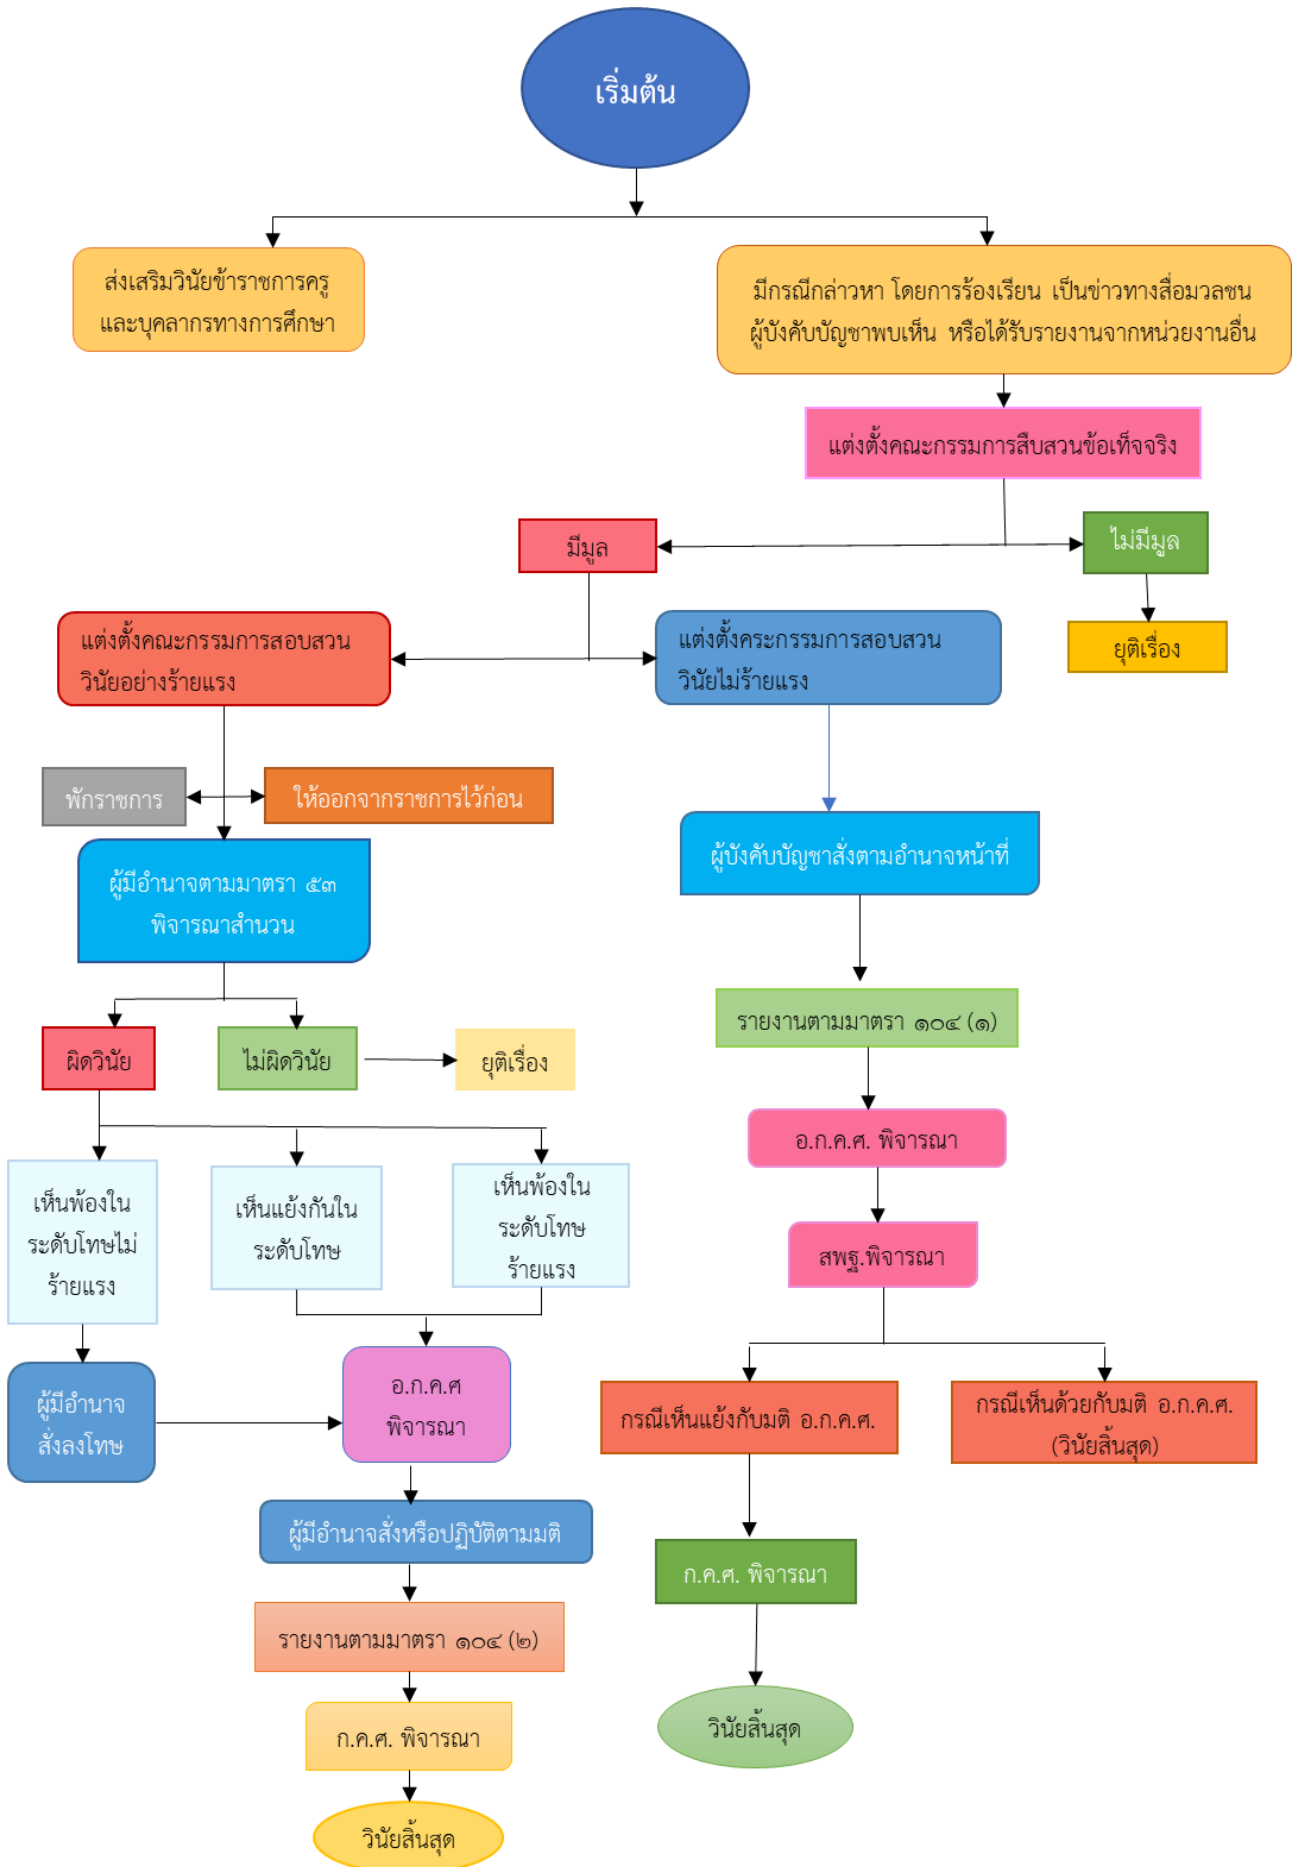 เริ่มต้น
ส่งเสริมวินัยข้าราชการครู
และบุคลากรทางการศึกษา
มีกรณีกล่าวหา โดยการร้องเรียน เป็นข่าวทางสื่อมวลชน
ผู้บังคับบัญชาพบเห็น หรือได้รับรายงานจากหน่วยงานอื่น
แต่งตั้งคณะกรรมการสืบสวนข้อเท็จจริง
มีมูล
ไม่มีมูล
ยุติเรื่อง
แต่งตั้งคณะกรรมการสอบสวน
วินัยอย่างร้ายแรง
แต่งตั้งคระกรรมการสอบสวน
วินัยไม่ร้ายแรง
พักราชการ
ให้ออกจากราชการไว้ก่อน
ผู้มีอำนาจตามมาตรา ๕๓
พิจารณาสำนวน
ผู้บังคับบัญชาสั่งตามอำนาจหน้าที่
รายงานตามมาตรา ๑๐๔ (๑)
ผิดวินัย
ไม่ผิดวินัย
ยุติเรื่อง
อ.ก.ค.ศ. พิจารณา
เห็นพ้องใน
ระดับโทษไม่
ร้ายแรง
เห็นแย้งกันใน
ระดับโทษ
เห็นพ้องใน
ระดับโทษ
ร้ายแรง
สพฐ.พิจารณา
ผู้มีอำนาจ
สั่งลงโทษ
อ.ก.ค.ศ
พิจารณา
กรณีเห็นแย้งกับมติ อ.ก.ค.ศ.
กรณีเห็นด้วยกับมติ อ.ก.ค.ศ.
(วินัยสิ้นสุด)
ผู้มีอำนาจสั่งหรือปฏิบัติตามมติ
ก.ค.ศ. พิจารณา
รายงานตามมาตรา ๑๐๔ (๒)
ก.ค.ศ. พิจารณา
วินัยสิ้นสุด
วินัยสิ้นสุด